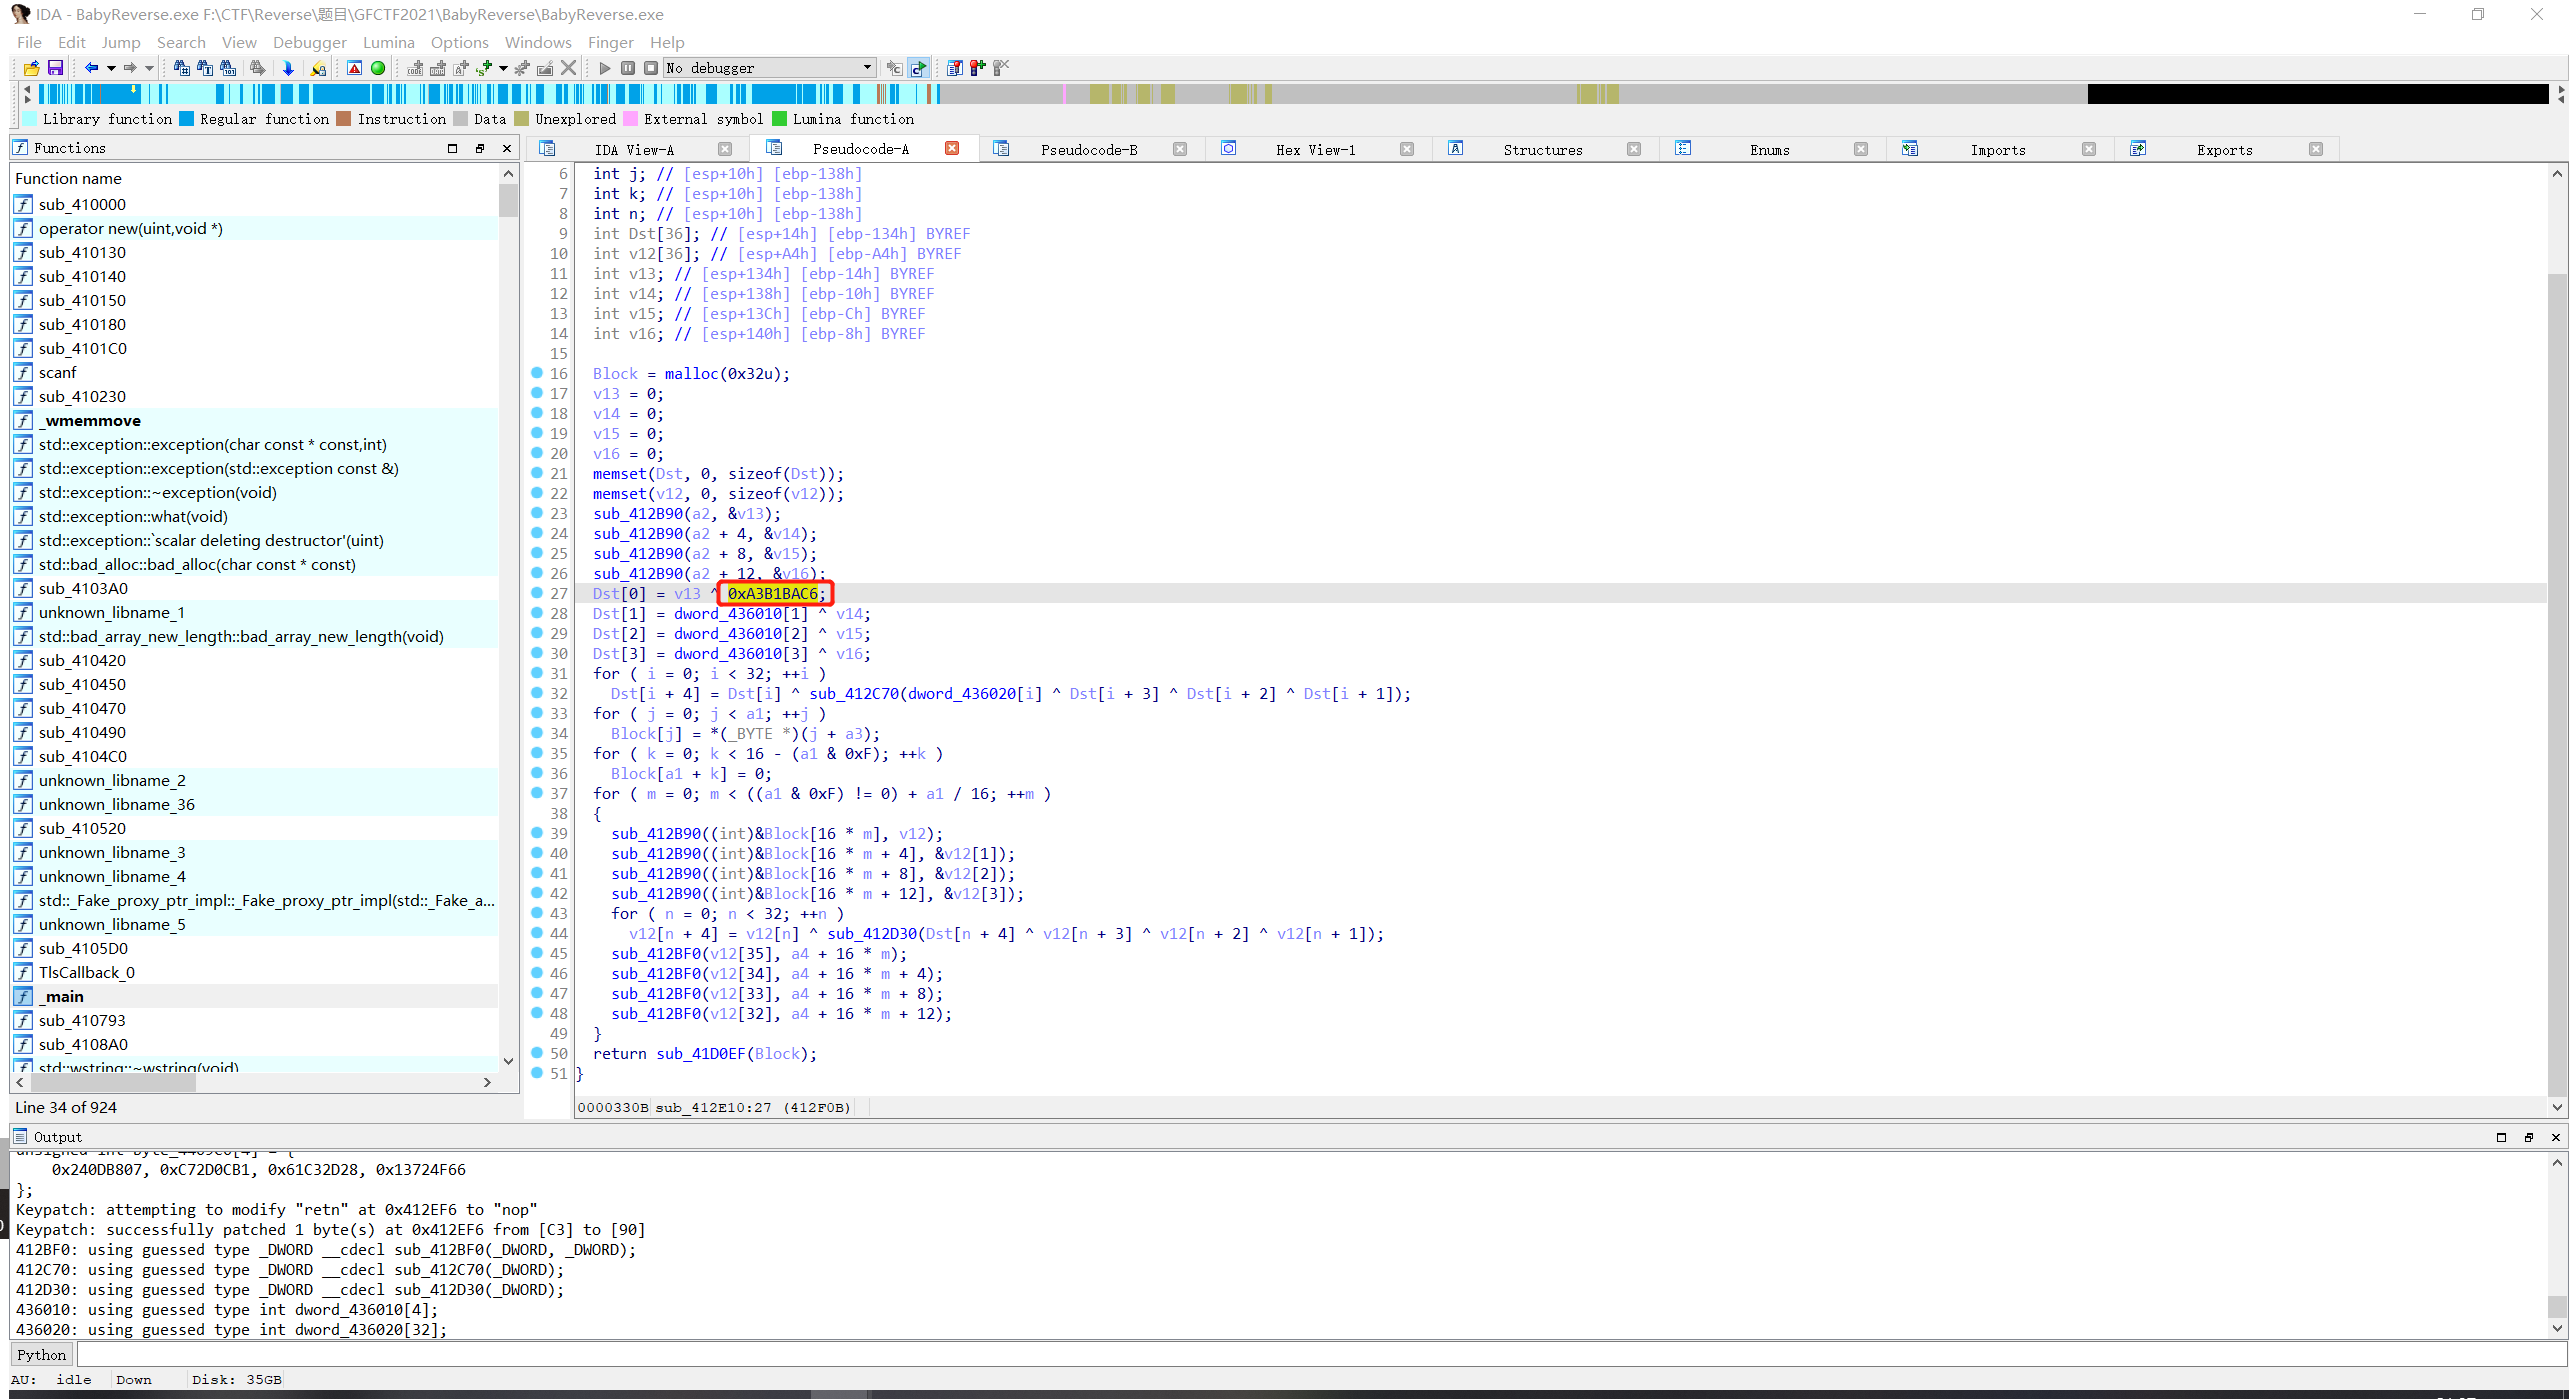 IDA - BabyReverse.exe F:\CTF\Reverse\题目\GFCTF2021\BabyReverse\BabyReverse.exe
File Edit Jump Search View Debugger Lumina Options Windows Finger Help
No debugger
Library function Regular function Instruction Data Unexplored External symbol Lumina function
Functions
Function name
sub_410000
operator new(uint,void *)
sub_410130
sub_410140
sub_410150
sub_410180
sub_4101C0
scanf
sub_410230
_wmemmove
std::exception::exception(char const * const,int)
std::exception::exception(std::exception const &)
std::exception::~exception(void)
std::exception::what(void)
std::exception::`scalar deleting destructor'(uint)
std::bad_alloc::bad_alloc(char const * const)
sub_4103A0
unknown_libname_1
std::bad_array_new_length::bad_array_new_length(void)
sub_410420
sub_410450
sub_410470
sub_410490
sub_4104C0
unknown_libname_2
unknown_libname_36
sub_410520
unknown_libname_3
unknown_libname_4
std::_Fake_proxy_ptr_impl::_Fake_proxy_ptr_impl(std::_Fake_a...
unknown_libname_5
sub_4105D0
TlsCallback_0
_main
sub_410793
sub_4108A0
std::wstring::~wstring(void)
Line 34 of 924
IDA View-A Pseudocode-A Pseudocode-B Hex View-1 Structures Enums Imports Exports
6 int j; // [esp+10h] [ebp-138h]
7 int k; // [esp+10h] [ebp-138h]
8 int n; // [esp+10h] [ebp-138h]
9 int Dst[36]; // [esp+14h] [ebp-134h] BYREF
10 int v12[36]; // [esp+A4h] [ebp-A4h] BYREF
11 int v13; // [esp+134h] [ebp-14h] BYREF
12 int v14; // [esp+138h] [ebp-10h] BYREF
13 int v15; // [esp+13Ch] [ebp-Ch] BYREF
14 int v16; // [esp+140h] [ebp-8h] BYREF
15
16 Block = malloc(0x32u);
17 v13 = 0;
18 v14 = 0;
19 v15 = 0;
20 v16 = 0;
21 memset(Dst, 0, sizeof(Dst));
22 memset(v12, 0, sizeof(v12));
23 sub_412B90(a2, &v13);
24 sub_412B90(a2 + 4, &v14);
25 sub_412B90(a2 + 8, &v15);
26 sub_412B90(a2 + 12, &v16);
27 Dst[0] = v13 ^ 0xA3B1BAC6;
28 Dst[1] = dword_436010[1] ^ v14;
29 Dst[2] = dword_436010[2] ^ v15;
30 Dst[3] = dword_436010[3] ^ v16;
31 for ( i = 0; i < 32; ++i )
32 Dst[i + 4] = Dst[i] ^ sub_412C70(dword_436020[i] ^ Dst[i + 3] ^ Dst[i + 2] ^ Dst[i + 1]);
33 for ( j = 0; j < a1; ++j )
34 Block[j] = *(_BYTE *)(j + a3);
35 for ( k = 0; k < 16 - (a1 & 0xF); ++k )
36 Block[a1 + k] = 0;
37 for ( m = 0; m < ((a1 & 0xF) != 0) + a1 / 16; ++m )
38 {
39 sub_412B90((int)&Block[16 * m], v12);
40 sub_412B90((int)&Block[16 * m + 4], &v12[1]);
41 sub_412B90((int)&Block[16 * m + 8], &v12[2]);
42 sub_412B90((int)&Block[16 * m + 12], &v12[3]);
43 for ( n = 0; n < 32; ++n )
44 v12[n + 4] = v12[n] ^ sub_412D30(Dst[n + 4] ^ v12[n + 3] ^ v12[n + 2] ^ v12[n + 1]);
45 sub_412BF0(v12[35], a4 + 16 * m);
46 sub_412BF0(v12[34], a4 + 16 * m + 4);
47 sub_412BF0(v12[33], a4 + 16 * m + 8);
48 sub_412BF0(v12[32], a4 + 16 * m + 12);
49 }
50 return sub_41D0EF(Block);
51 }
0000330B sub_412E10:27 (412F0B)
Output
0x240DB807, 0xC72D0CB1, 0x61C32D28, 0x13724F66
};
Keypatch: attempting to modify "retn" at 0x412EF6 to "nop"
Keypatch: successfully patched 1 byte(s) at 0x412EF6 from [C3] to [90]
412BF0: using guessed type _DWORD __cdecl sub_412BF0(_DWORD, _DWORD);
412C70: using guessed type _DWORD __cdecl sub_412C70(_DWORD);
412D30: using guessed type _DWORD __cdecl sub_412D30(_DWORD);
436010: using guessed type int dword_436010[4];
436020: using guessed type int dword_436020[32];
Python
AU: idle Down Disk: 35GB